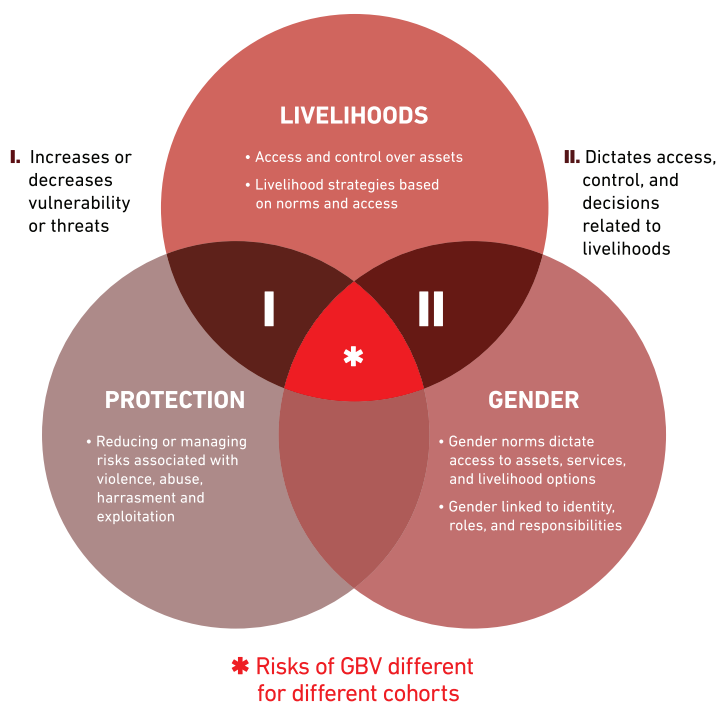 LIVELIHOODS
• Access and control over assets
• Livelihood strategies based
on norms and access
I. Increases or
decreases
vulnerability
or threats
II. Dictates access,
control, and
decisions
related to
livelihoods
I
II
*
PROTECTION
• Reducing or managing
risks associated with
violence, abuse,
harrasment and
exploitation
GENDER
• Gender norms dictate
access to assets, services,
and livelihood options
• Gender linked to identity,
roles, and responsibilities
* Risks of GBV different
for different cohorts